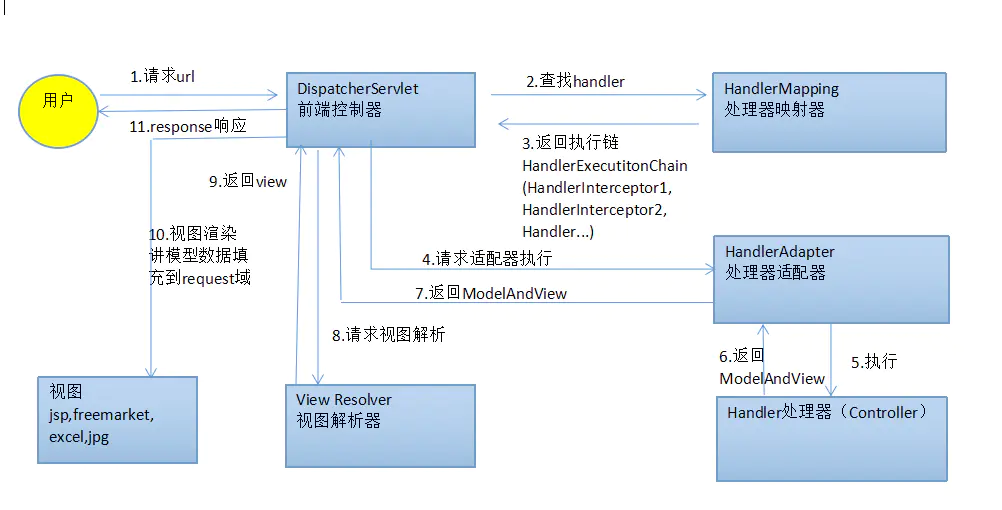 1.请求url
用户
DispatcherServlet
前端控制器
2.查找handler
HandlerMapping
处理器映射器
11.response响应
3.返回执行链
HandlerExecutitonChain
(HandlerInterceptor1,
HandlerInterceptor2,
Handler...)
9.返回view
10.视图渲染
讲模型数据填
充到request域
4.请求适配器执行
HandlerAdapter
处理器适配器
7.返回ModelAndView
8.请求视图解析
6.返回
ModelAndView
5.执行
视图
jsp,freemarket,
excel,jpg
View Resolver
视图解析器
Handler处理器（Controller）